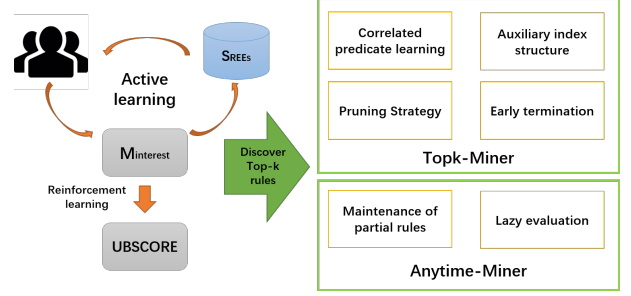 SREEs
Active
learning
Minterest
Reinforcement
learning
UBSCORE
Discover
Top-k
rules
Correlated
predicate learning
Auxiliary index
structure
Pruning Strategy
Early termination
Topk-Miner
Maintenance of
partial rules
Lazy evaluation
Anytime-Miner